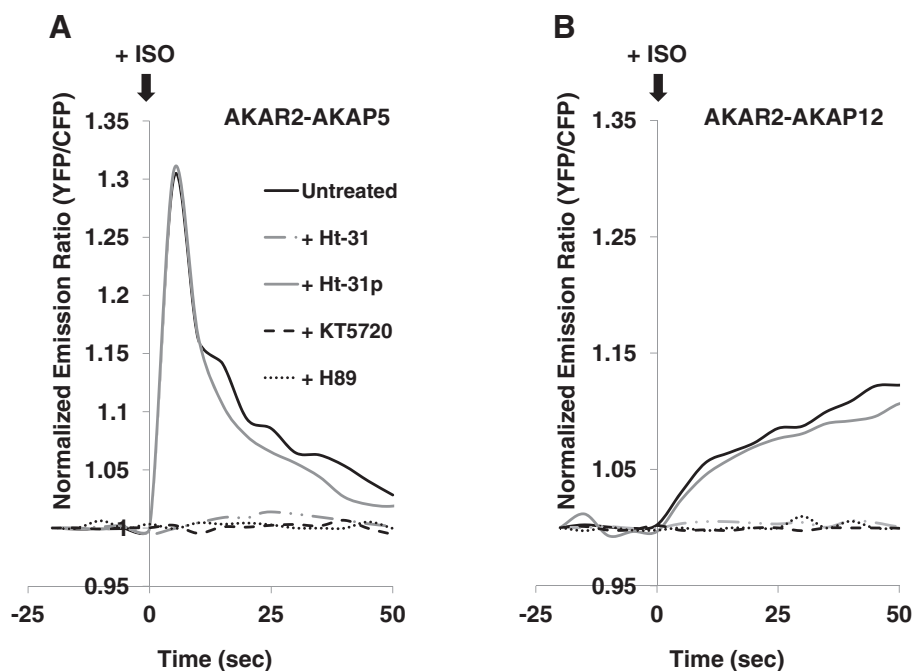 A
+ ISO
AKAR2-AKAP5
Normalized Emission Ratio (YFP/CFP)
1.35
1.3
1.25
1.2
1.15
1.1
1.05
1
0.95
Untreated
+ Ht-31
+ Ht-31p
+ KT5720
+ H89
-25
0
25
50
Time (sec)
B
+ ISO
AKAR2-AKAP12
Normalized Emission Ratio (YFP/CFP)
1.35
1.25
1.15
1.05
0.95
-25
0
25
50
Time (sec)